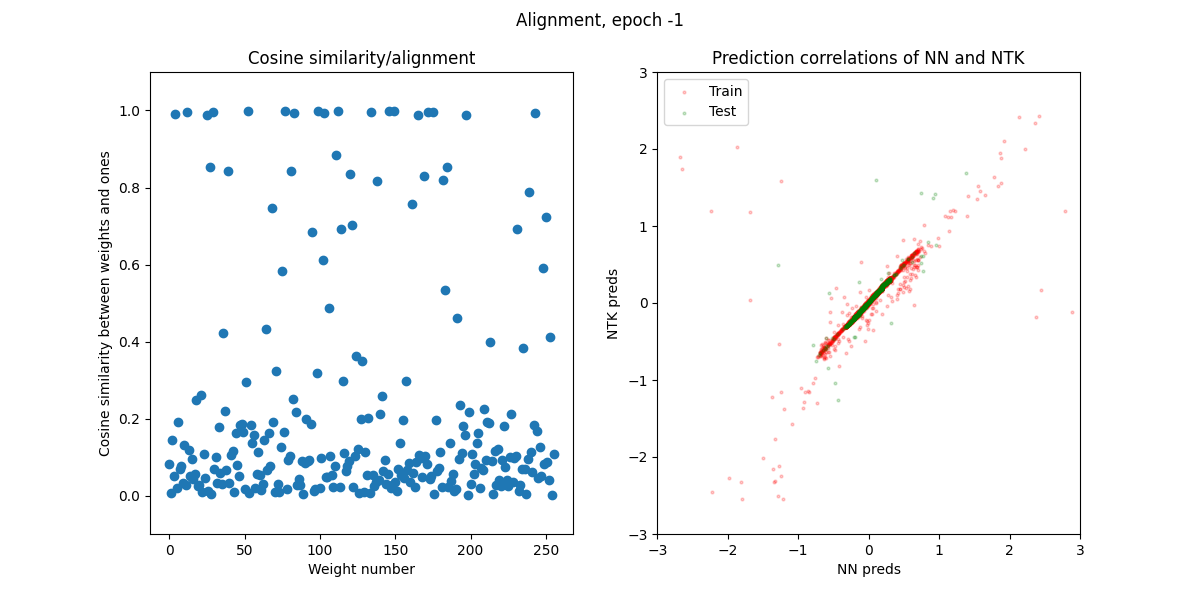 Alignment, epoch -1
Cosine similarity/alignment
Cosine similarity between weights and ones
1.0
0.8
0.6
0.4
0.2
0.0
0
50
100
150
200
250
Weight number
Prediction correlations of NN and NTK
Train
Test
NTK preds
3
2
1
0
−1
−2
−3
−3
−2
−1
0
1
2
3
NN preds